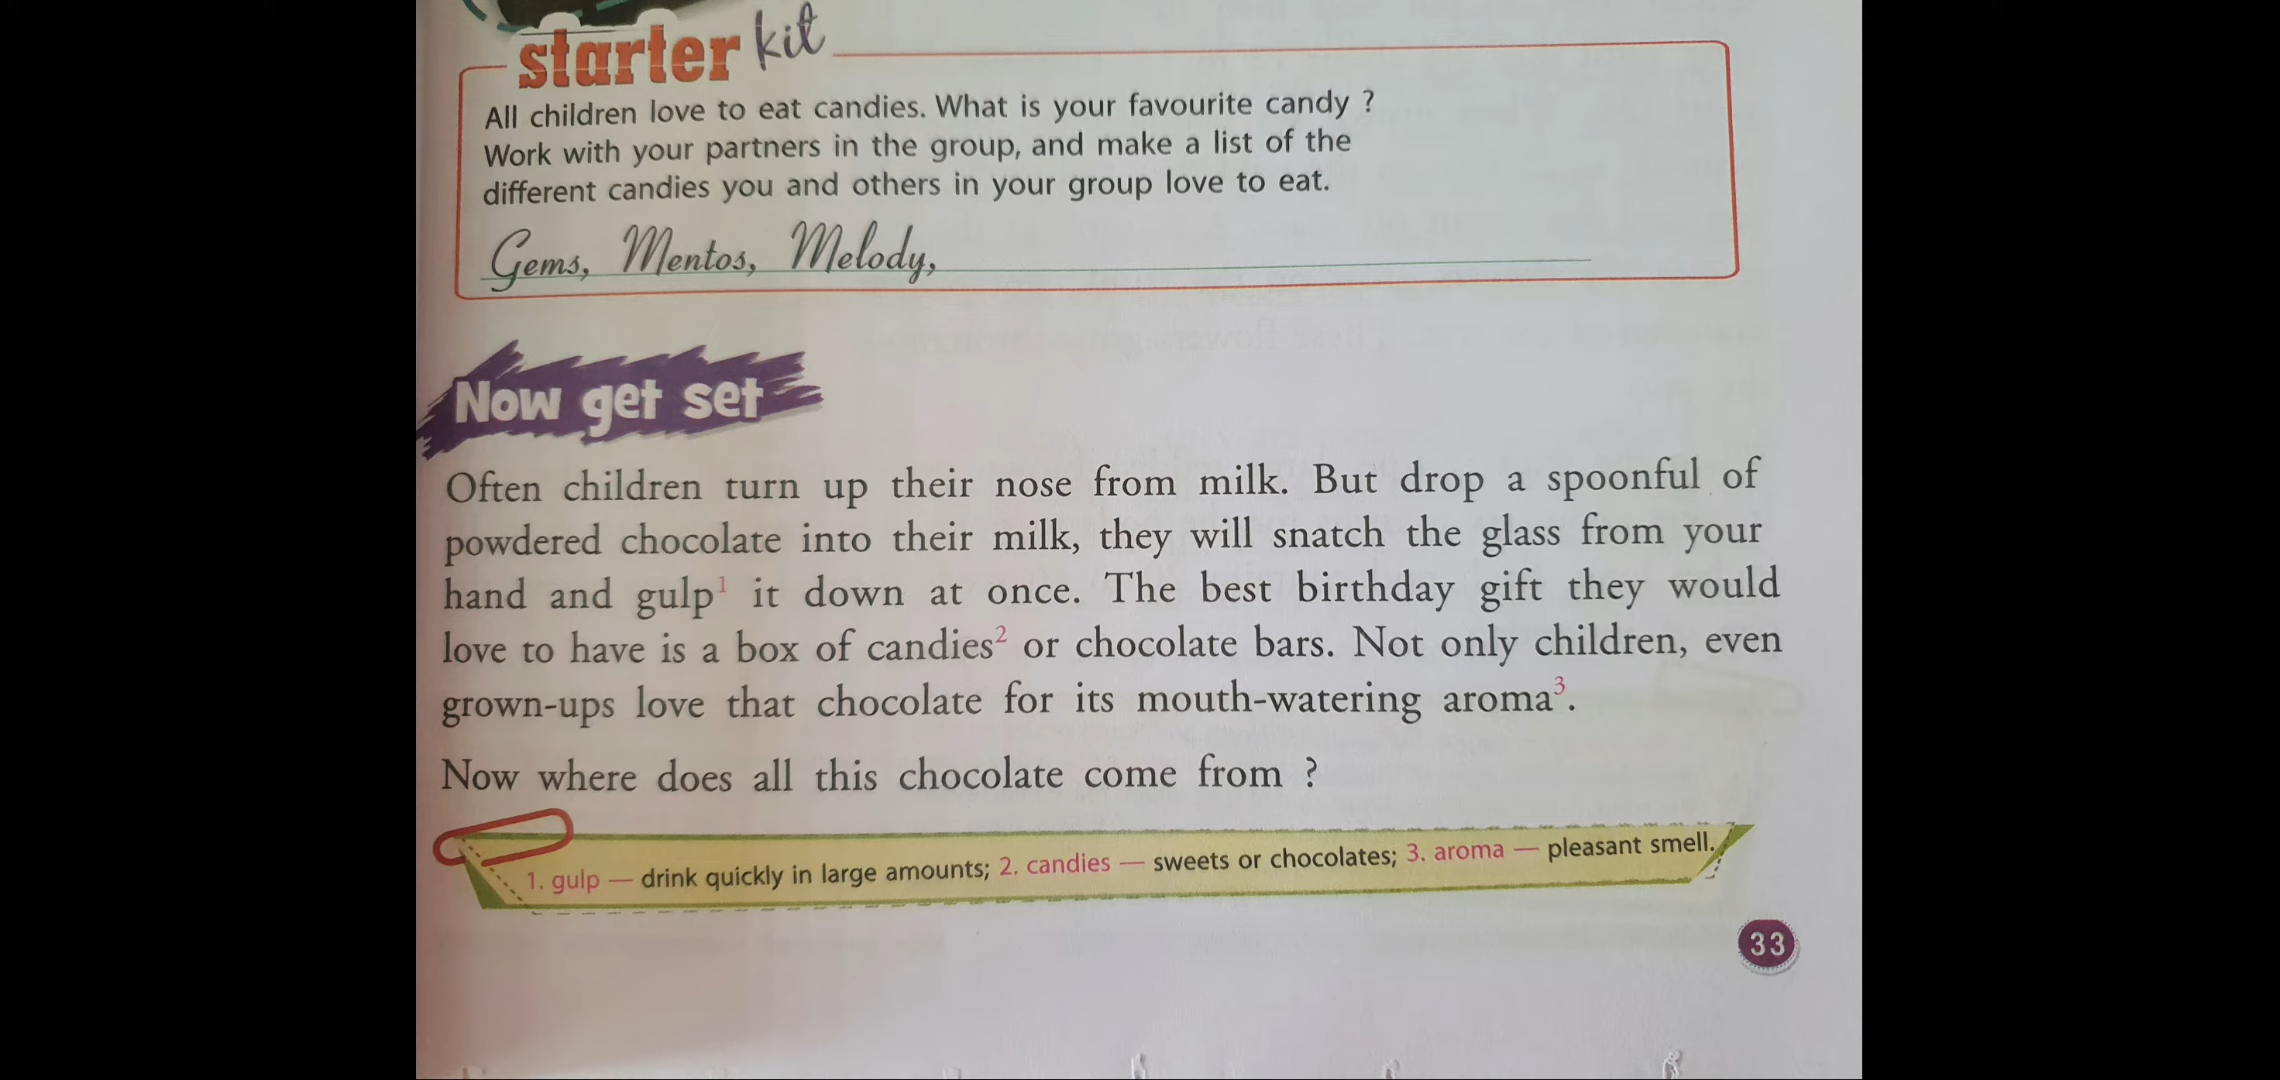 starter kit
All children love to eat candies. What is your favourite candy ?
Work with your partners in the group, and make a list of the
different candies you and others in your group love to eat.
Gems, Mentos, Melody,
Now get set
Often children turn up their nose from milk. But drop a spoonful of
powdered chocolate into their milk, they will snatch the glass from your
hand and gulp¹ it down at once. The best birthday gift they would
love to have is a box of candies² or chocolate bars. Not only children, even
grown-ups love that chocolate for its mouth-watering aroma³.
Now where does all this chocolate come from ?
1. gulp — drink quickly in large amounts; 2. candies — sweets or chocolates; 3. aroma — pleasant smell.
33